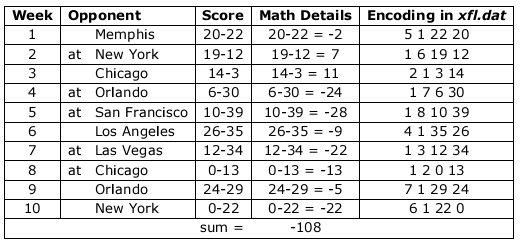 Week Opponent Score Math Details Encoding in xfl.dat
1 Memphis 20-22 20-22 = -2 5 1 22 20
2 at New York 19-12 19-12 = 7 1 6 19 12
3 Chicago 14-3 14-3 = 11 2 1 3 14
4 at Orlando 6-30 6-30 = -24 1 7 6 30
5 at San Francisco 10-39 10-39 = -28 1 8 10 39
6 Los Angeles 26-35 26-35 = -9 4 1 35 26
7 at Las Vegas 12-34 12-34 = -22 1 3 12 34
8 at Chicago 0-13 0-13 = -13 1 2 0 13
9 Orlando 24-29 24-29 = -5 7 1 29 24
10 New York 0-22 0-22 = -22 6 1 22 0
sum = -108